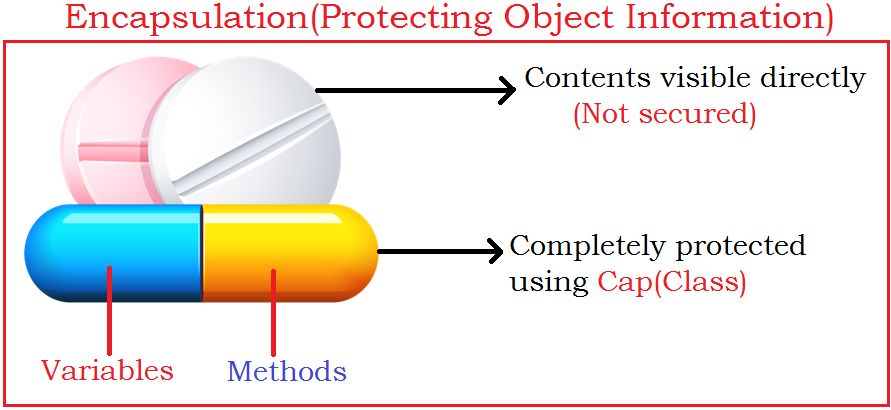 Encapsulation(Protecting Object Information)
Contents visible directly
(Not secured)
Completely protected
using Cap(Class)
Variables
Methods